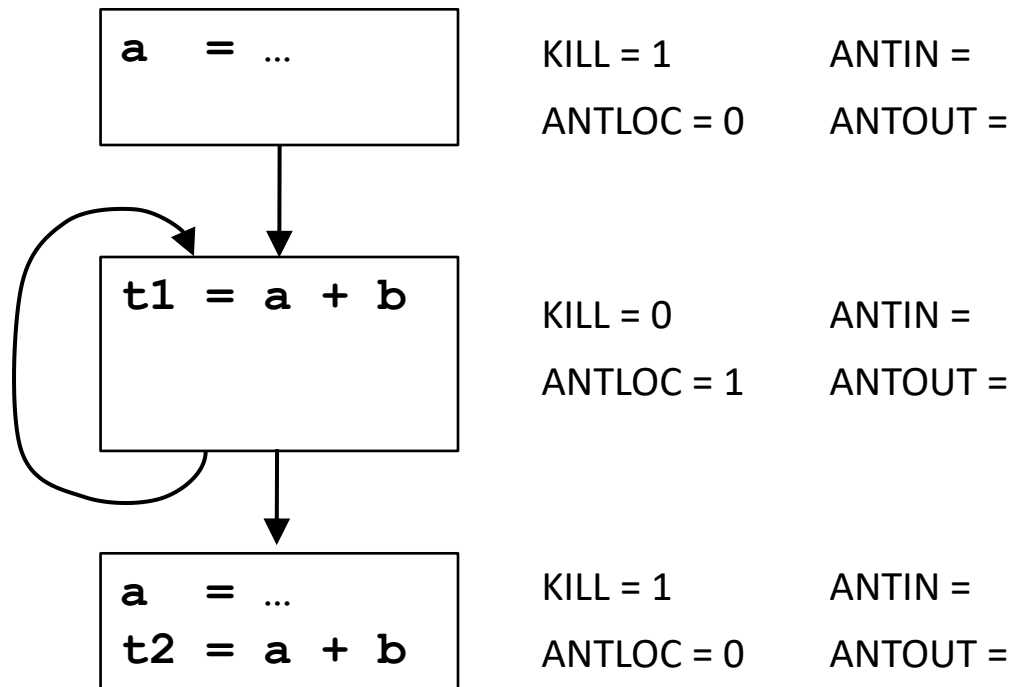 a = …
KILL = 1 ANTIN =
ANTLOC = 0 ANTOUT =
t1 = a + b
KILL = 0 ANTIN =
ANTLOC = 1 ANTOUT =
a = …
t2 = a + b
KILL = 1 ANTIN =
ANTLOC = 0 ANTOUT =